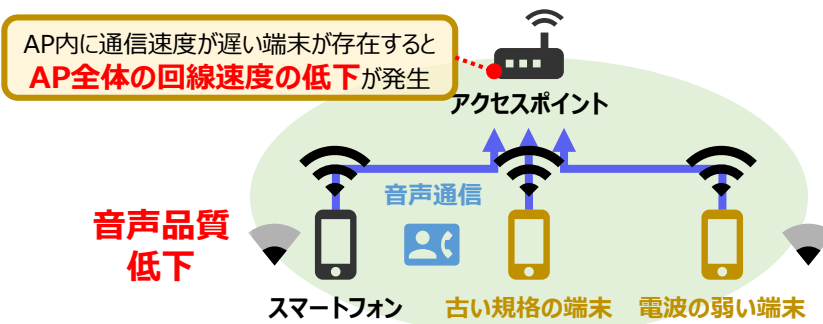 AP内に通信速度が遅い端末が存在すると
AP全体の回線速度の低下が発生
アクセスポイント
音声通信
音声品質
低下
スマートフォン 古い規格の端末 電波の弱い端末